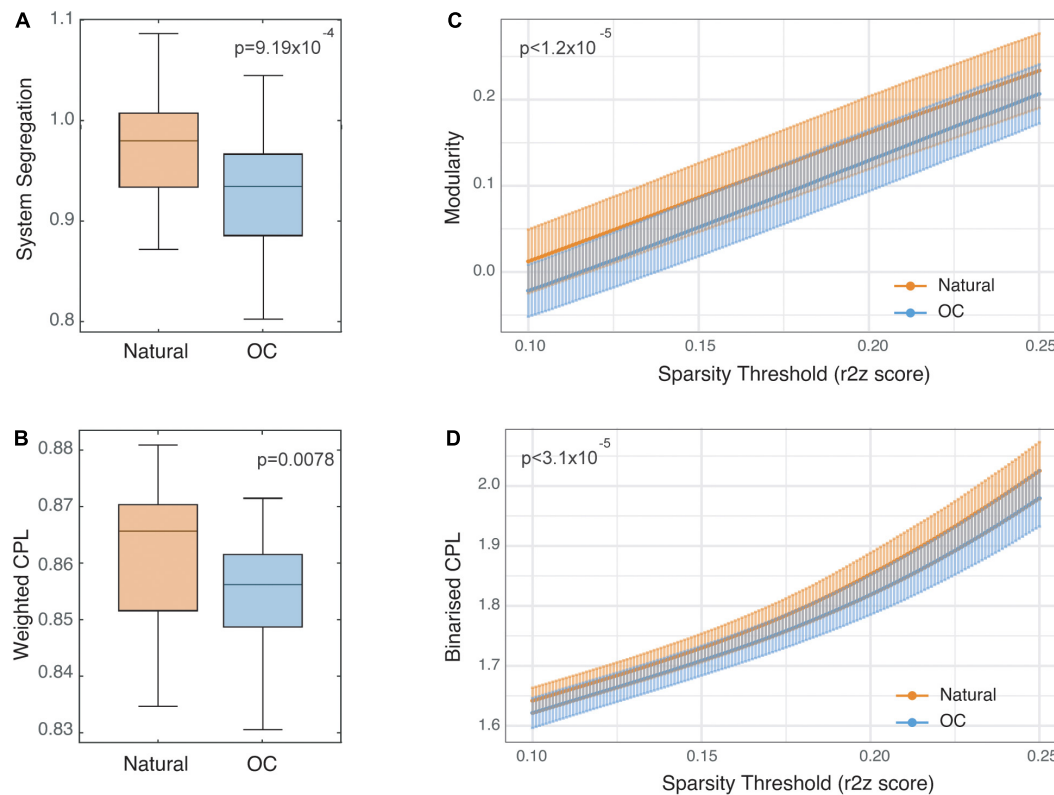 A
1.1
1.0
0.9
0.8
System Segregation
p=9.19x10-4
Natural
OC
B
0.88
0.87
0.86
0.85
0.84
0.83
Weighted CPL
p=0.0078
Natural
OC
C
p<1.2x10-5
0.2
0.1
0.0
Modularity
Natural
OC
0.10
0.15
0.20
0.25
Sparsity Threshold (r2z score)
D
p<3.1x10-5
2.0
1.9
1.8
1.7
1.6
Binarised CPL
Natural
OC
0.10
0.15
0.20
0.25
Sparsity Threshold (r2z score)